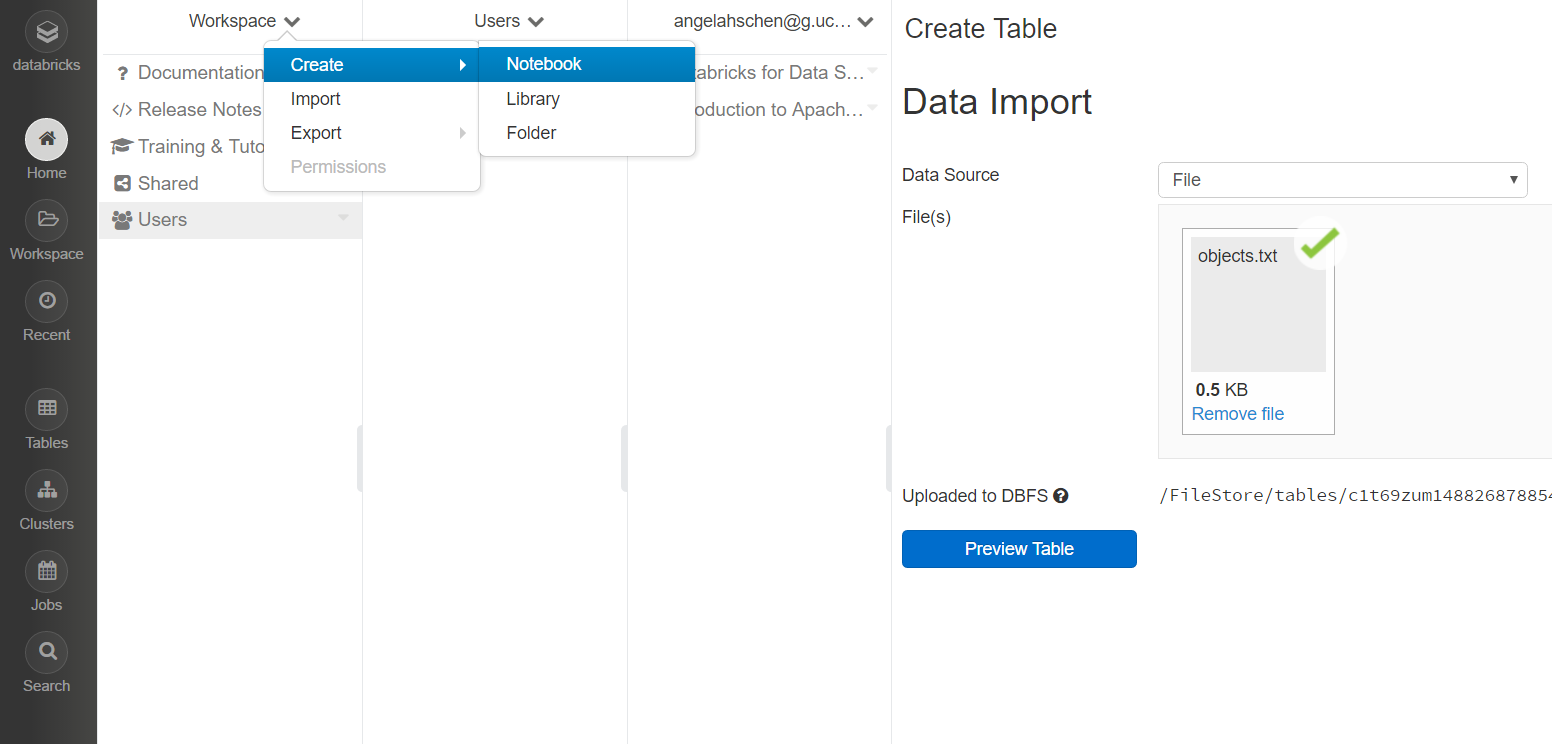 databricks
Home
Workspace
Recent
Tables
Clusters
Jobs
Search
Workspace
? Documentation
</> Release Notes
Training & Tuto
Shared
Users
Create
Import
Export
Permissions
Notebook
Library
Folder
Users
angelahschen@g.uc...
abricks for Data S...
oduction to Apach...
Create Table
Data Import
Data Source
File
File(s)
objects.txt
0.5 KB
Remove file
Uploaded to DBFS ?
/FileStore/tables/c1t69zum148826878854
Preview Table